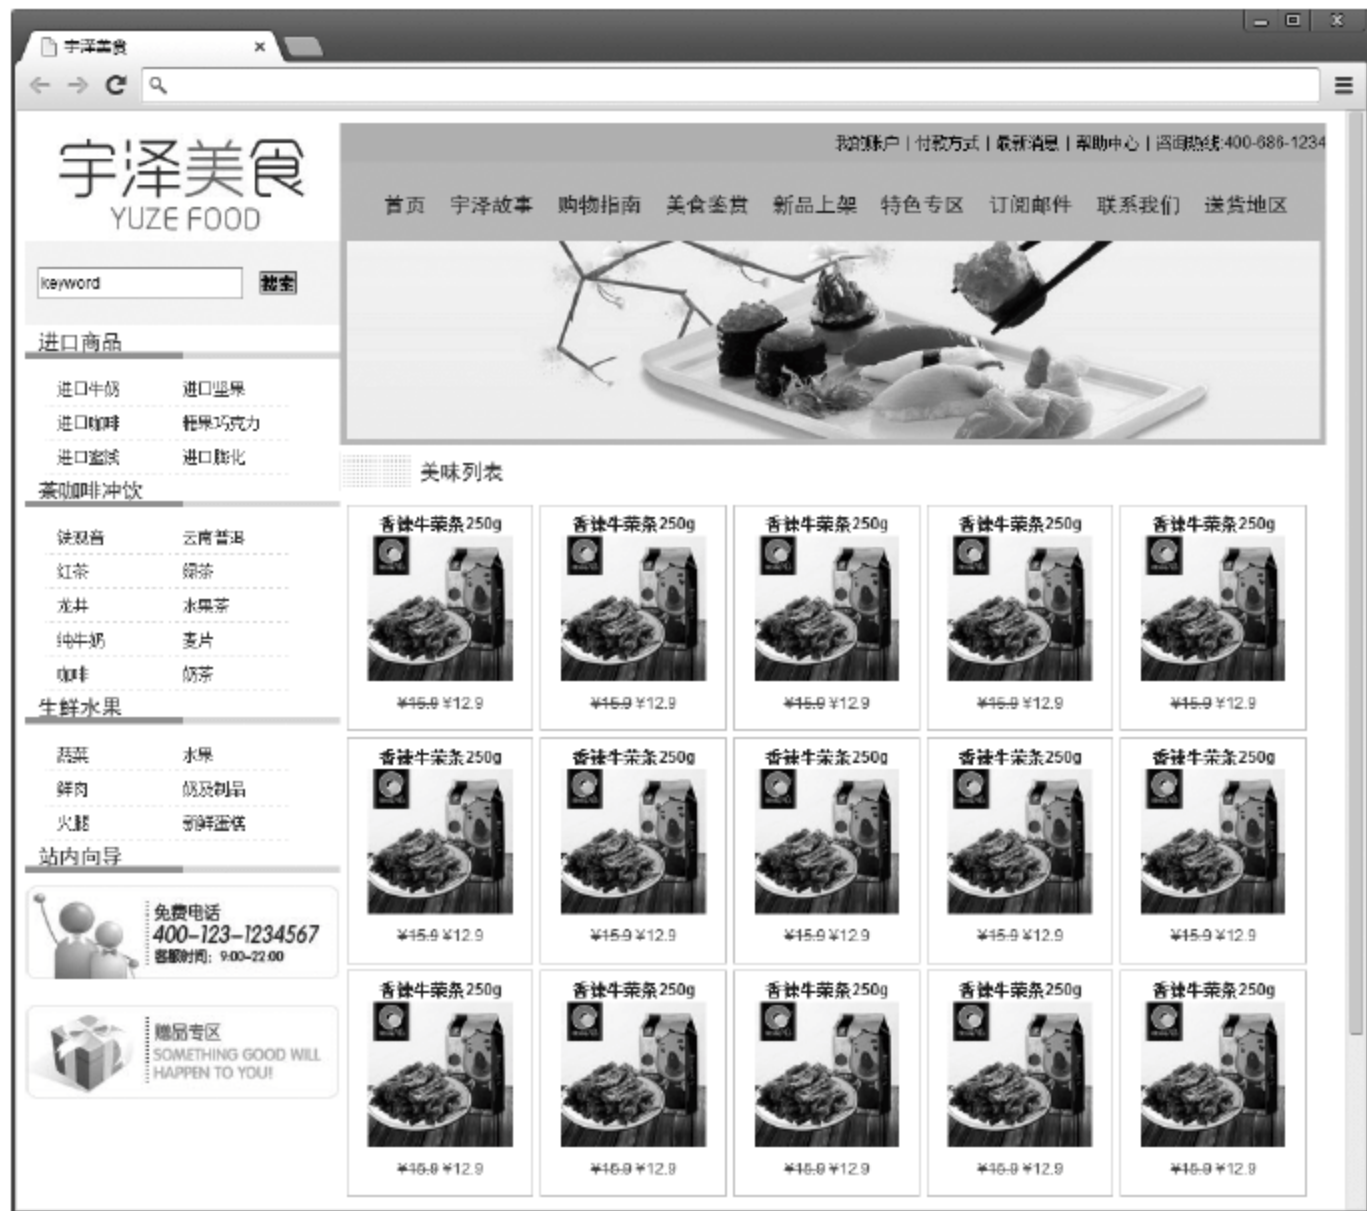 宇泽美食
宇泽美食
YUZE FOOD
我的账户 | 付款方式 | 最新消息 | 帮助中心 | 咨询热线:400-686-1234
首页 宇泽故事 购物指南 美食鉴赏 新品上架 特色专区 订阅邮件 联系我们 送货地区
keyword 搜索
进口商品
进口牛奶 进口坚果
进口咖啡 糖果巧克力
进口蜜饯 进口膨化
茶咖啡冲饮
铁观音 云南普洱
红茶 绿茶
龙井 水果茶
纯牛奶 麦片
咖啡 奶茶
生鲜水果
蔬菜 水果
鲜肉 奶及制品
火腿 新鲜蛋糕
站内向导
免费电话
400-123-1234567
客服时间：9:00-22:00
赠品专区
SOMETHING GOOD WILL
HAPPEN TO YOU!
美味列表
香辣牛蒡条250g 香辣牛蒡条250g 香辣牛蒡条250g 香辣牛蒡条250g 香辣牛蒡条250g
¥15.9 ¥12.9 ¥15.9 ¥12.9 ¥15.9 ¥12.9 ¥15.9 ¥12.9 ¥15.9 ¥12.9
香辣牛蒡条250g 香辣牛蒡条250g 香辣牛蒡条250g 香辣牛蒡条250g 香辣牛蒡条250g
¥15.9 ¥12.9 ¥15.9 ¥12.9 ¥15.9 ¥12.9 ¥15.9 ¥12.9 ¥15.9 ¥12.9
香辣牛蒡条250g 香辣牛蒡条250g 香辣牛蒡条250g 香辣牛蒡条250g 香辣牛蒡条250g
¥15.9 ¥12.9 ¥15.9 ¥12.9 ¥15.9 ¥12.9 ¥15.9 ¥12.9 ¥15.9 ¥12.9